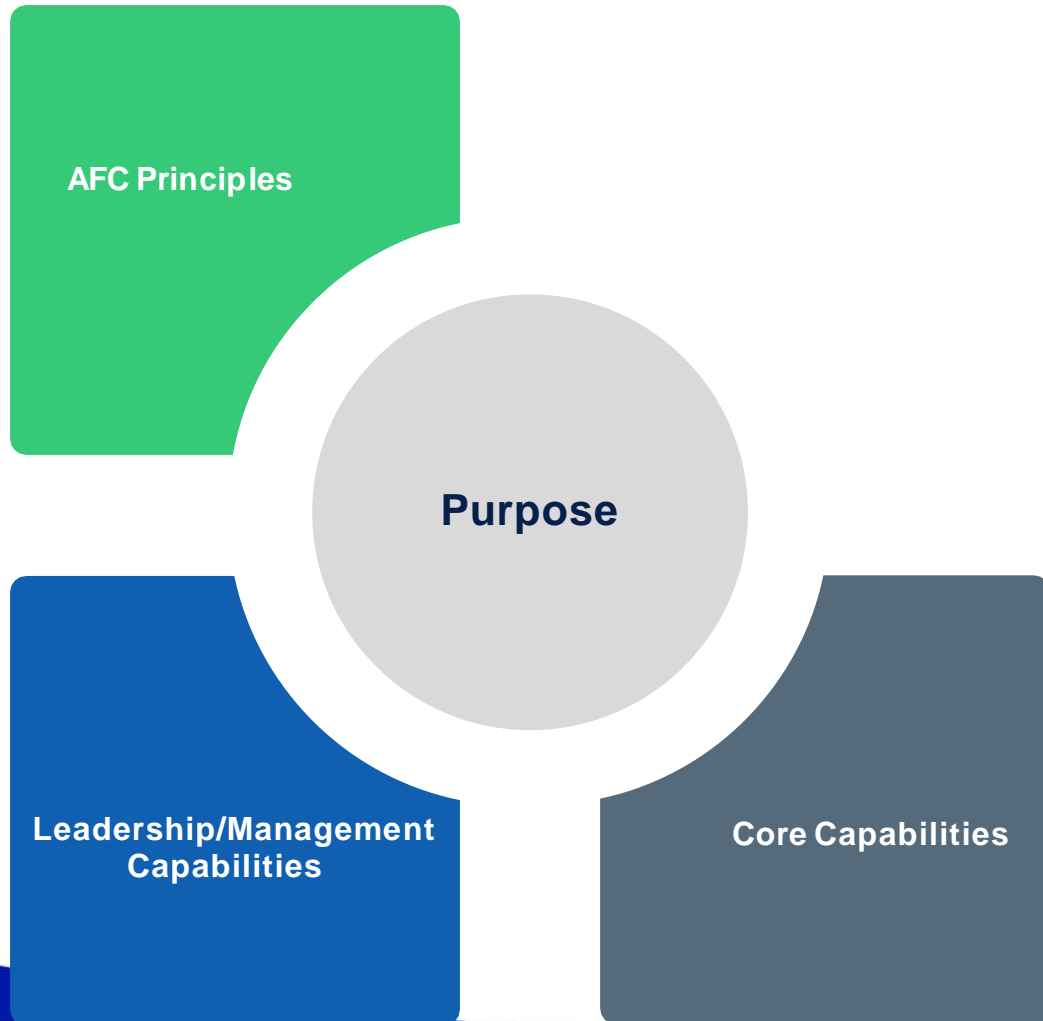 AFC Principles
Purpose
Leadership/Management
Capabilities
Core Capabilities